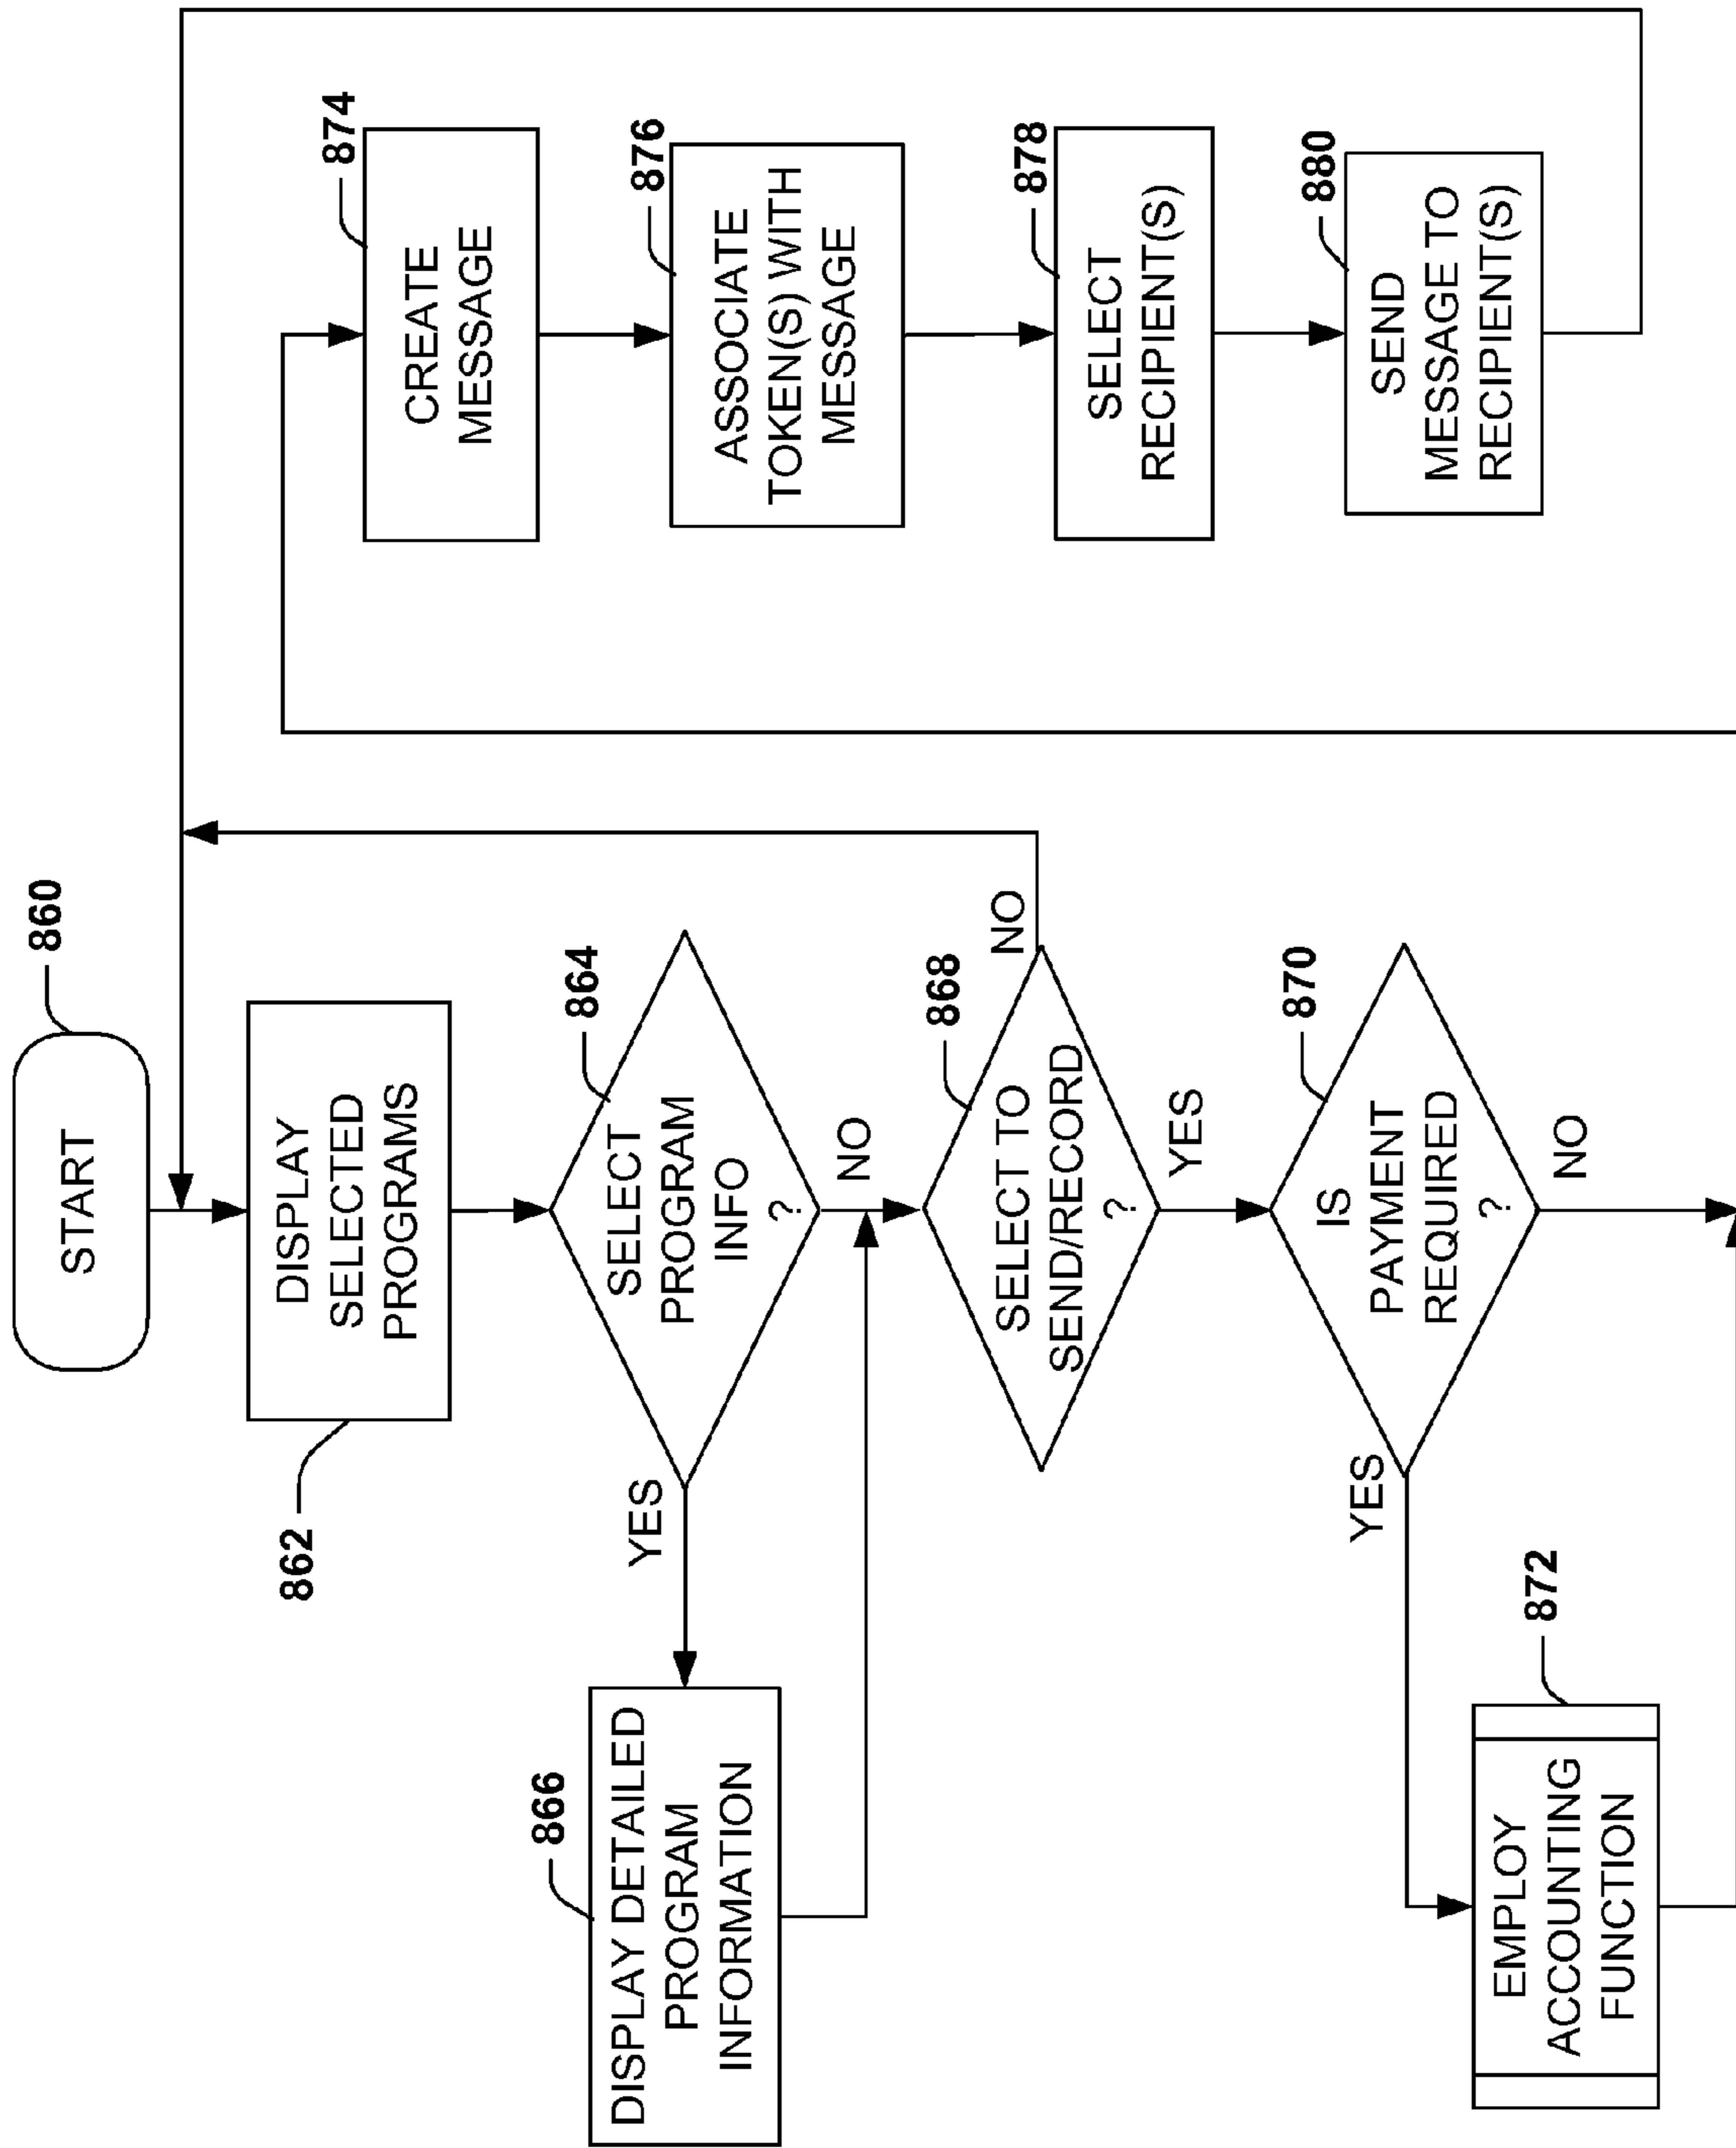 860
START
862
DISPLAY
SELECTED
PROGRAMS
864
SELECT
PROGRAM
INFO
?
YES
NO
866
DISPLAY DETAILED
PROGRAM
INFORMATION
868
SELECT TO
SEND/RECORD
?
NO
YES
870
IS
PAYMENT
REQUIRED
?
YES
NO
872
EMPLOY
ACCOUNTING
FUNCTION
874
CREATE
MESSAGE
876
ASSOCIATE
TOKEN(S) WITH
MESSAGE
878
SELECT
RECIPIENT(S)
880
SEND
MESSAGE TO
RECIPIENT(S)